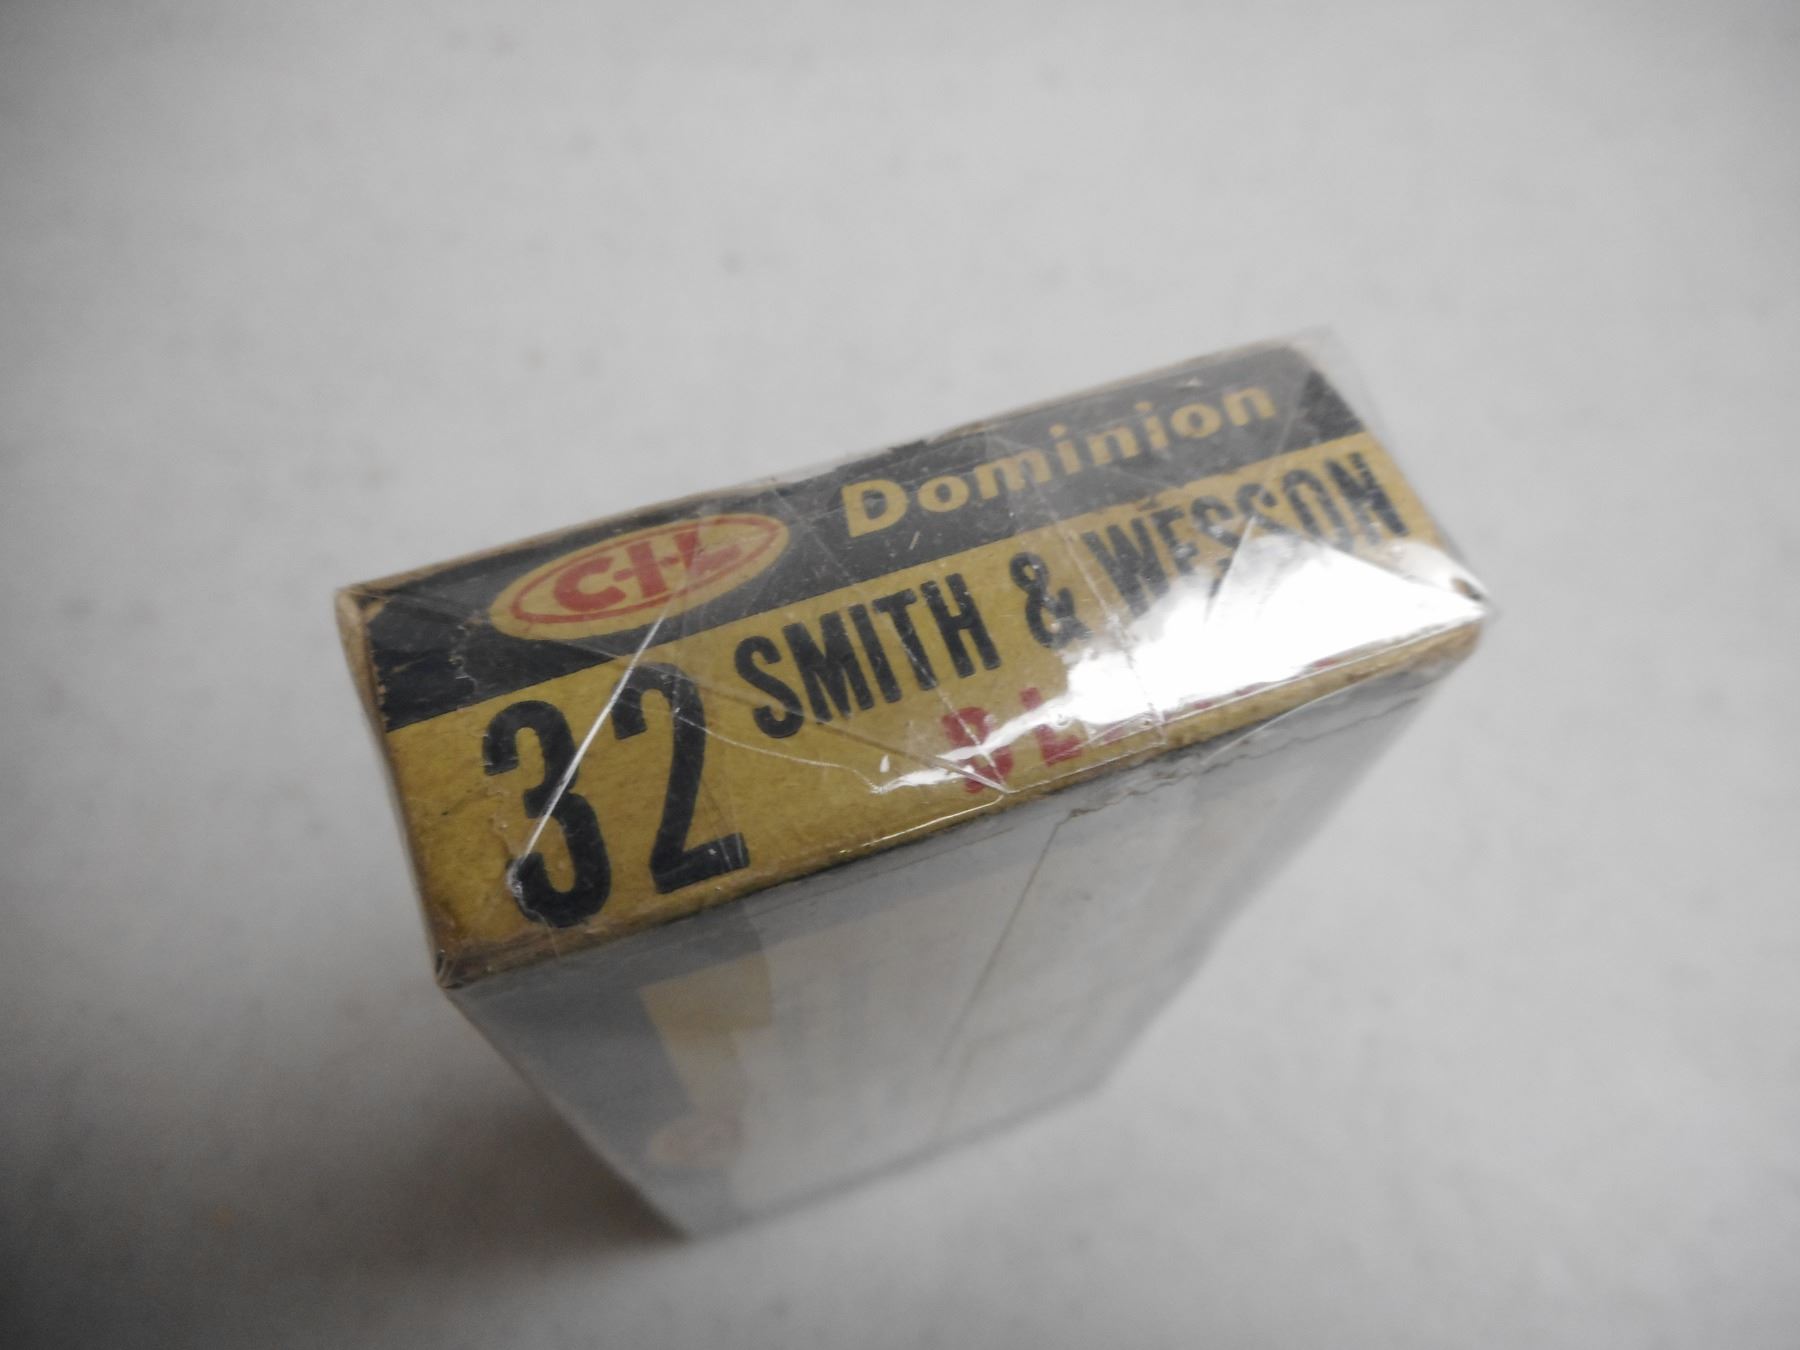 C-I-L Dominion
32 SMITH & WESSON